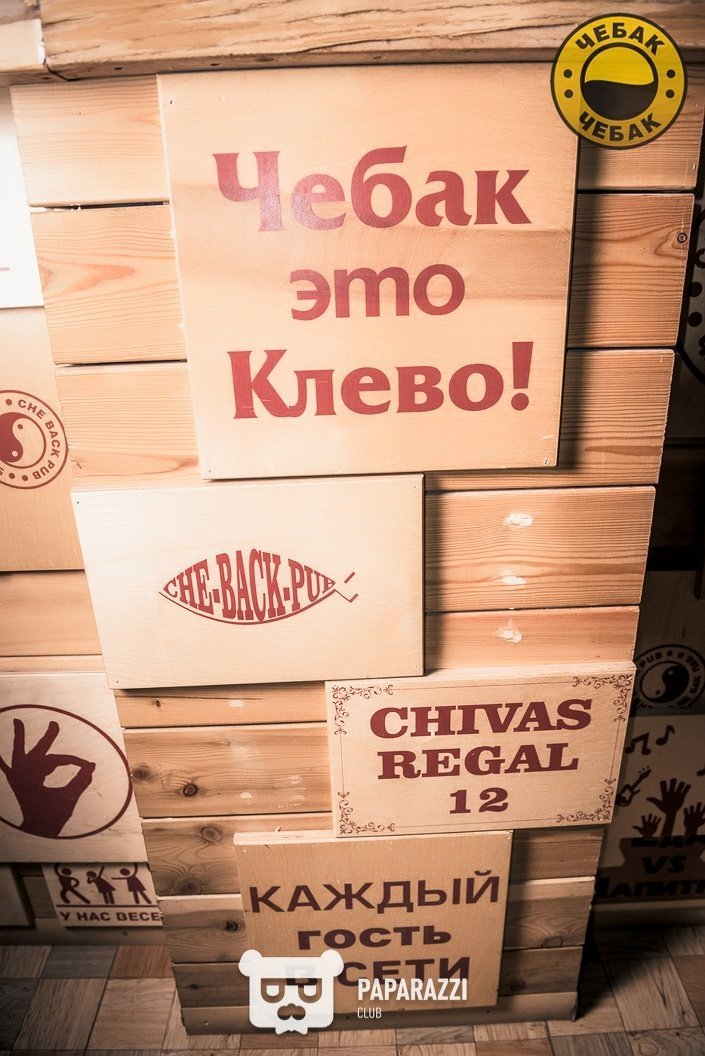 ЧЕБАК
ЧЕБАК
Чебак
это
Клево!
CHE BACK PUB
CHE-BACK-PUB
CHIVAS
REGAL
12
КАЖДЫЙ
гость
В СЕТИ
У НАС ВЕСЕ
VS
PAPARAZZI
CLUB